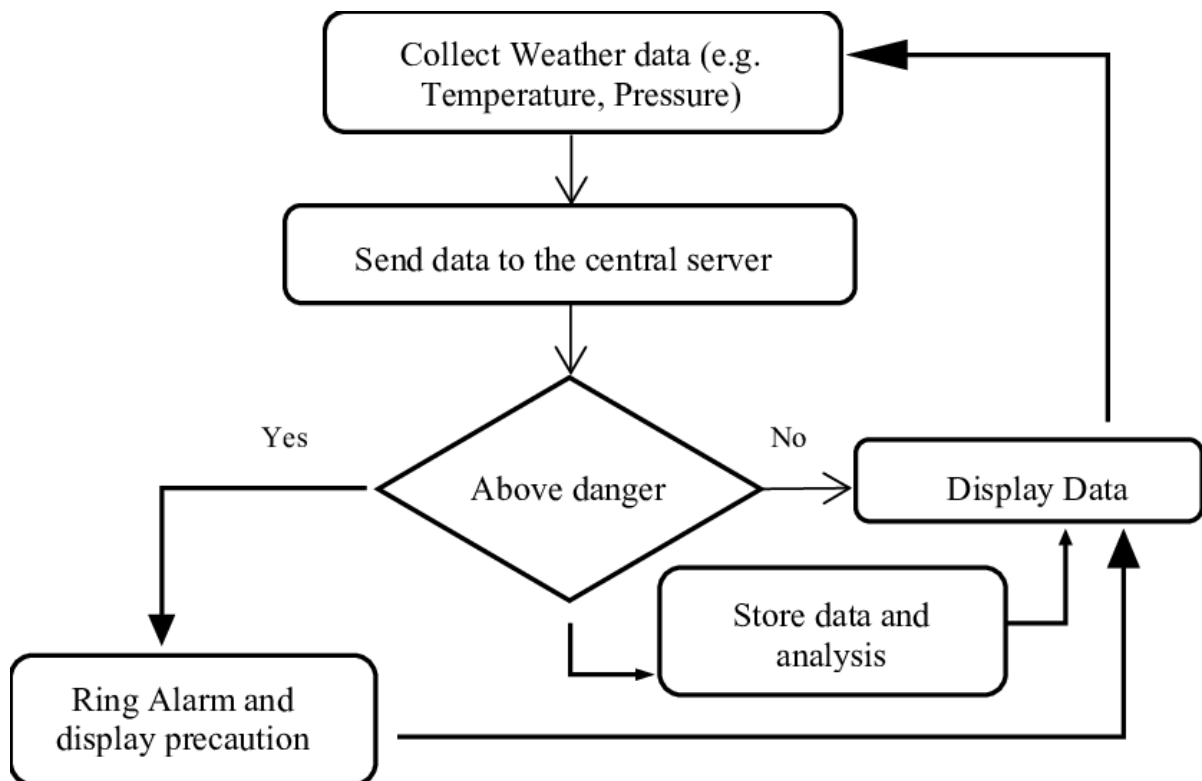 Collect Weather data (e.g.
Temperature, Pressure)
Send data to the central server
Yes
No
Above danger
Display Data
Store data and
analysis
Ring Alarm and
display precaution